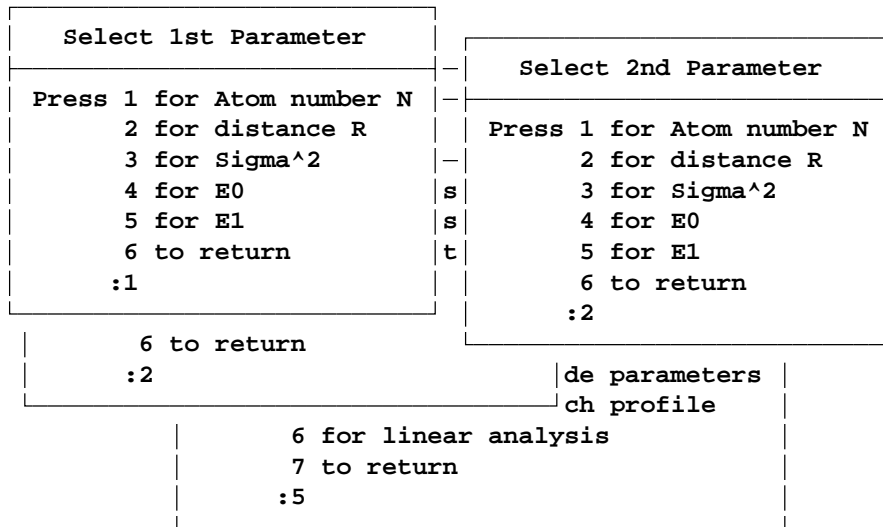 Select 1st Parameter
Press 1 for Atom number N
2 for distance R
3 for Sigma^2
4 for E0
5 for E1
6 to return
:1
Select 2nd Parameter
Press 1 for Atom number N
2 for distance R
3 for Sigma^2
4 for E0
5 for E1
6 to return
:2
s
s
t
6 to return
:2
de parameters
ch profile
6 for linear analysis
7 to return
:5